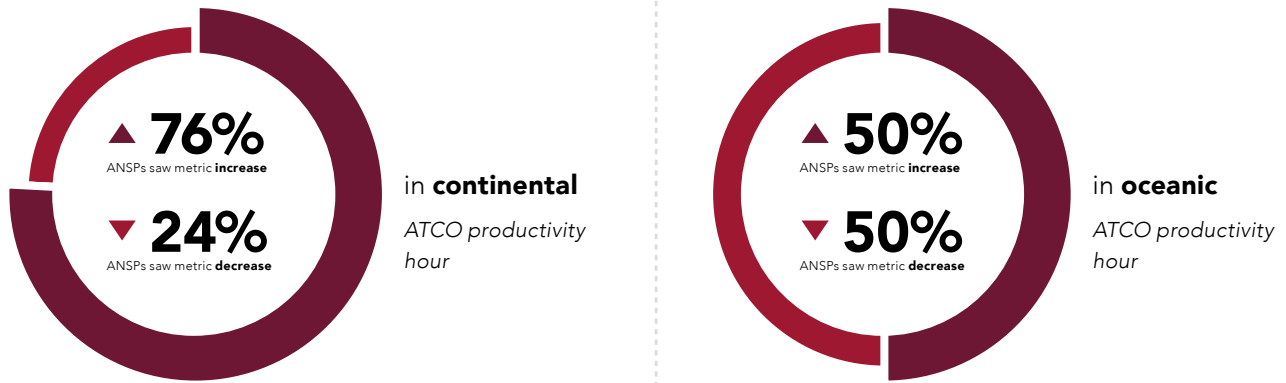 76%
ANSPs saw metric increase
24%
ANSPs saw metric decrease
in continental
ATCO productivity
hour
50%
ANSPs saw metric increase
50%
ANSPs saw metric decrease
in oceanic
ATCO productivity
hour